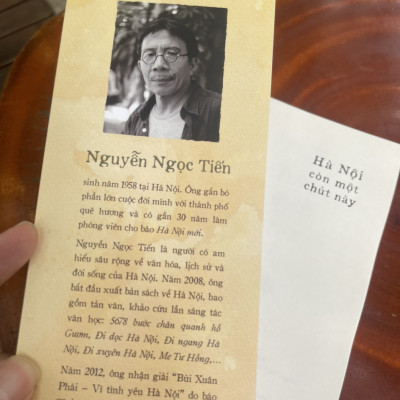 Nguyễn Ngọc Tiến
sinh năm 1958 tại Hà Nội. Ông gắn bó
phần lớn cuộc đời mình với thành phố
quê hương và có gần 30 năm làm
phóng viên cho báo Hà Nội mới.
Nguyễn Ngọc Tiến là người có am
hiểu sâu rộng về văn hóa, lịch sử và
đời sống của Hà Nội. Năm 2008, ông
bắt đầu xuất bản sách về Hà Nội, bao
gồm tản văn, khảo cứu lẫn sáng tác
văn học: 5678 bước chân quanh hồ
Gươm, Đi dọc Hà Nội, Đi ngang Hà
Nội, Đi xuyên Hà Nội, Me Tư Hồng,...
Năm 2012, ông nhận giải “Bùi Xuân
Phái – Vì tình yêu Hà Nội” do báo
Hà Nội
còn một
chút này